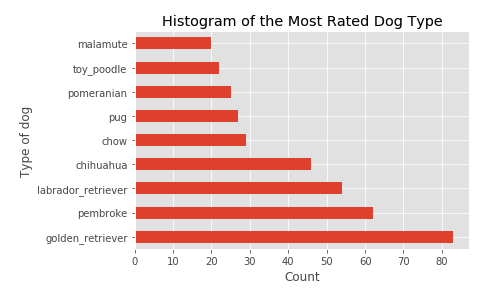 Histogram of the Most Rated Dog Type
Type of dog
malamute
toy_poodle
pomeranian
pug
chow
chihuahua
labrador_retriever
pembroke
golden_retriever
0 10 20 30 40 50 60 70 80
Count